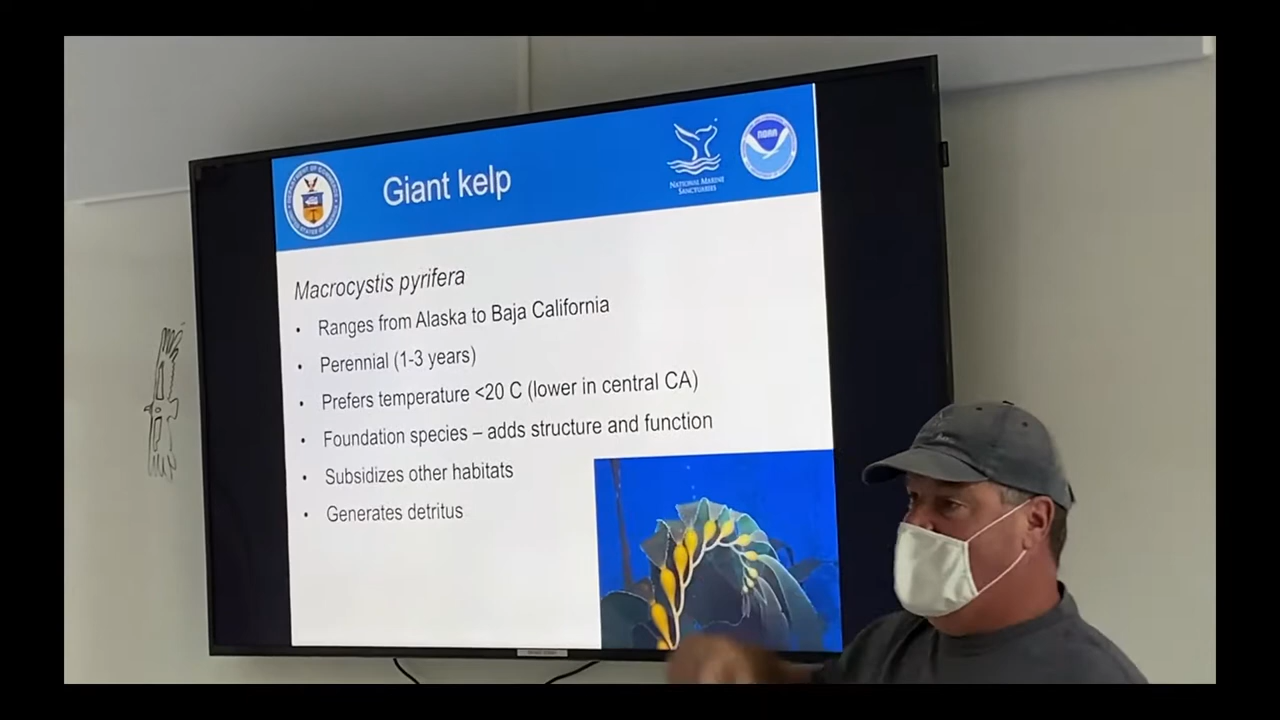 Giant kelp
NATIONAL MARINE
SANCTUARIES
NOAA
Macrocystis pyrifera
• Ranges from Alaska to Baja California
• Perennial (1-3 years)
• Prefers temperature <20 C (lower in central CA)
• Foundation species – adds structure and function
• Subsidizes other habitats
• Generates detritus